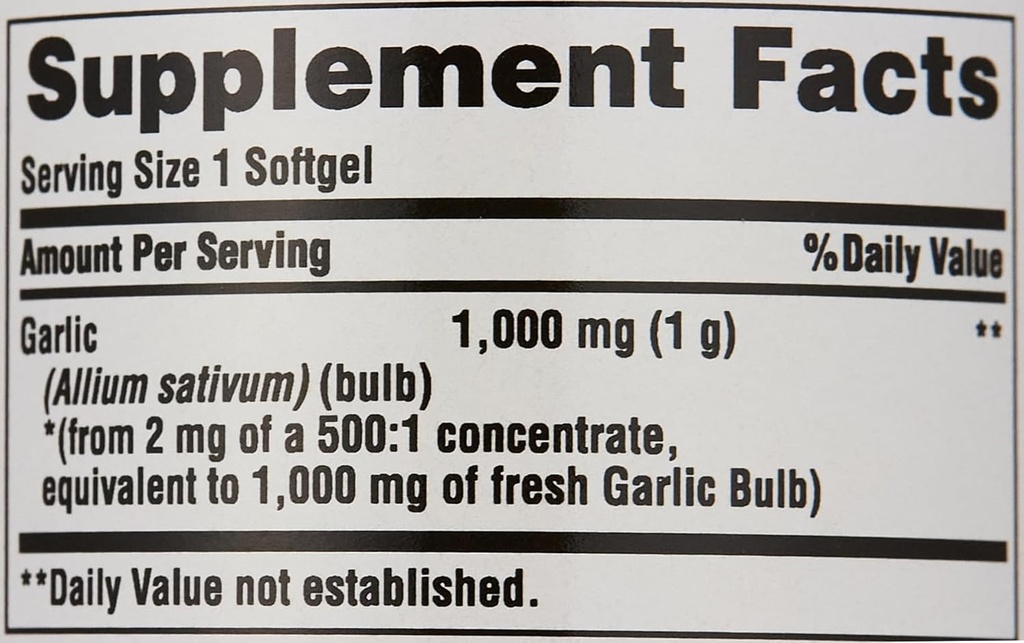 Supplement Facts
Serving Size 1 Softgel
Amount Per Serving %Daily Value
Garlic 1,000 mg (1 g) **
(Allium sativum) (bulb)
*(from 2 mg of a 500:1 concentrate,
equivalent to 1,000 mg of fresh Garlic Bulb)
**Daily Value not established.